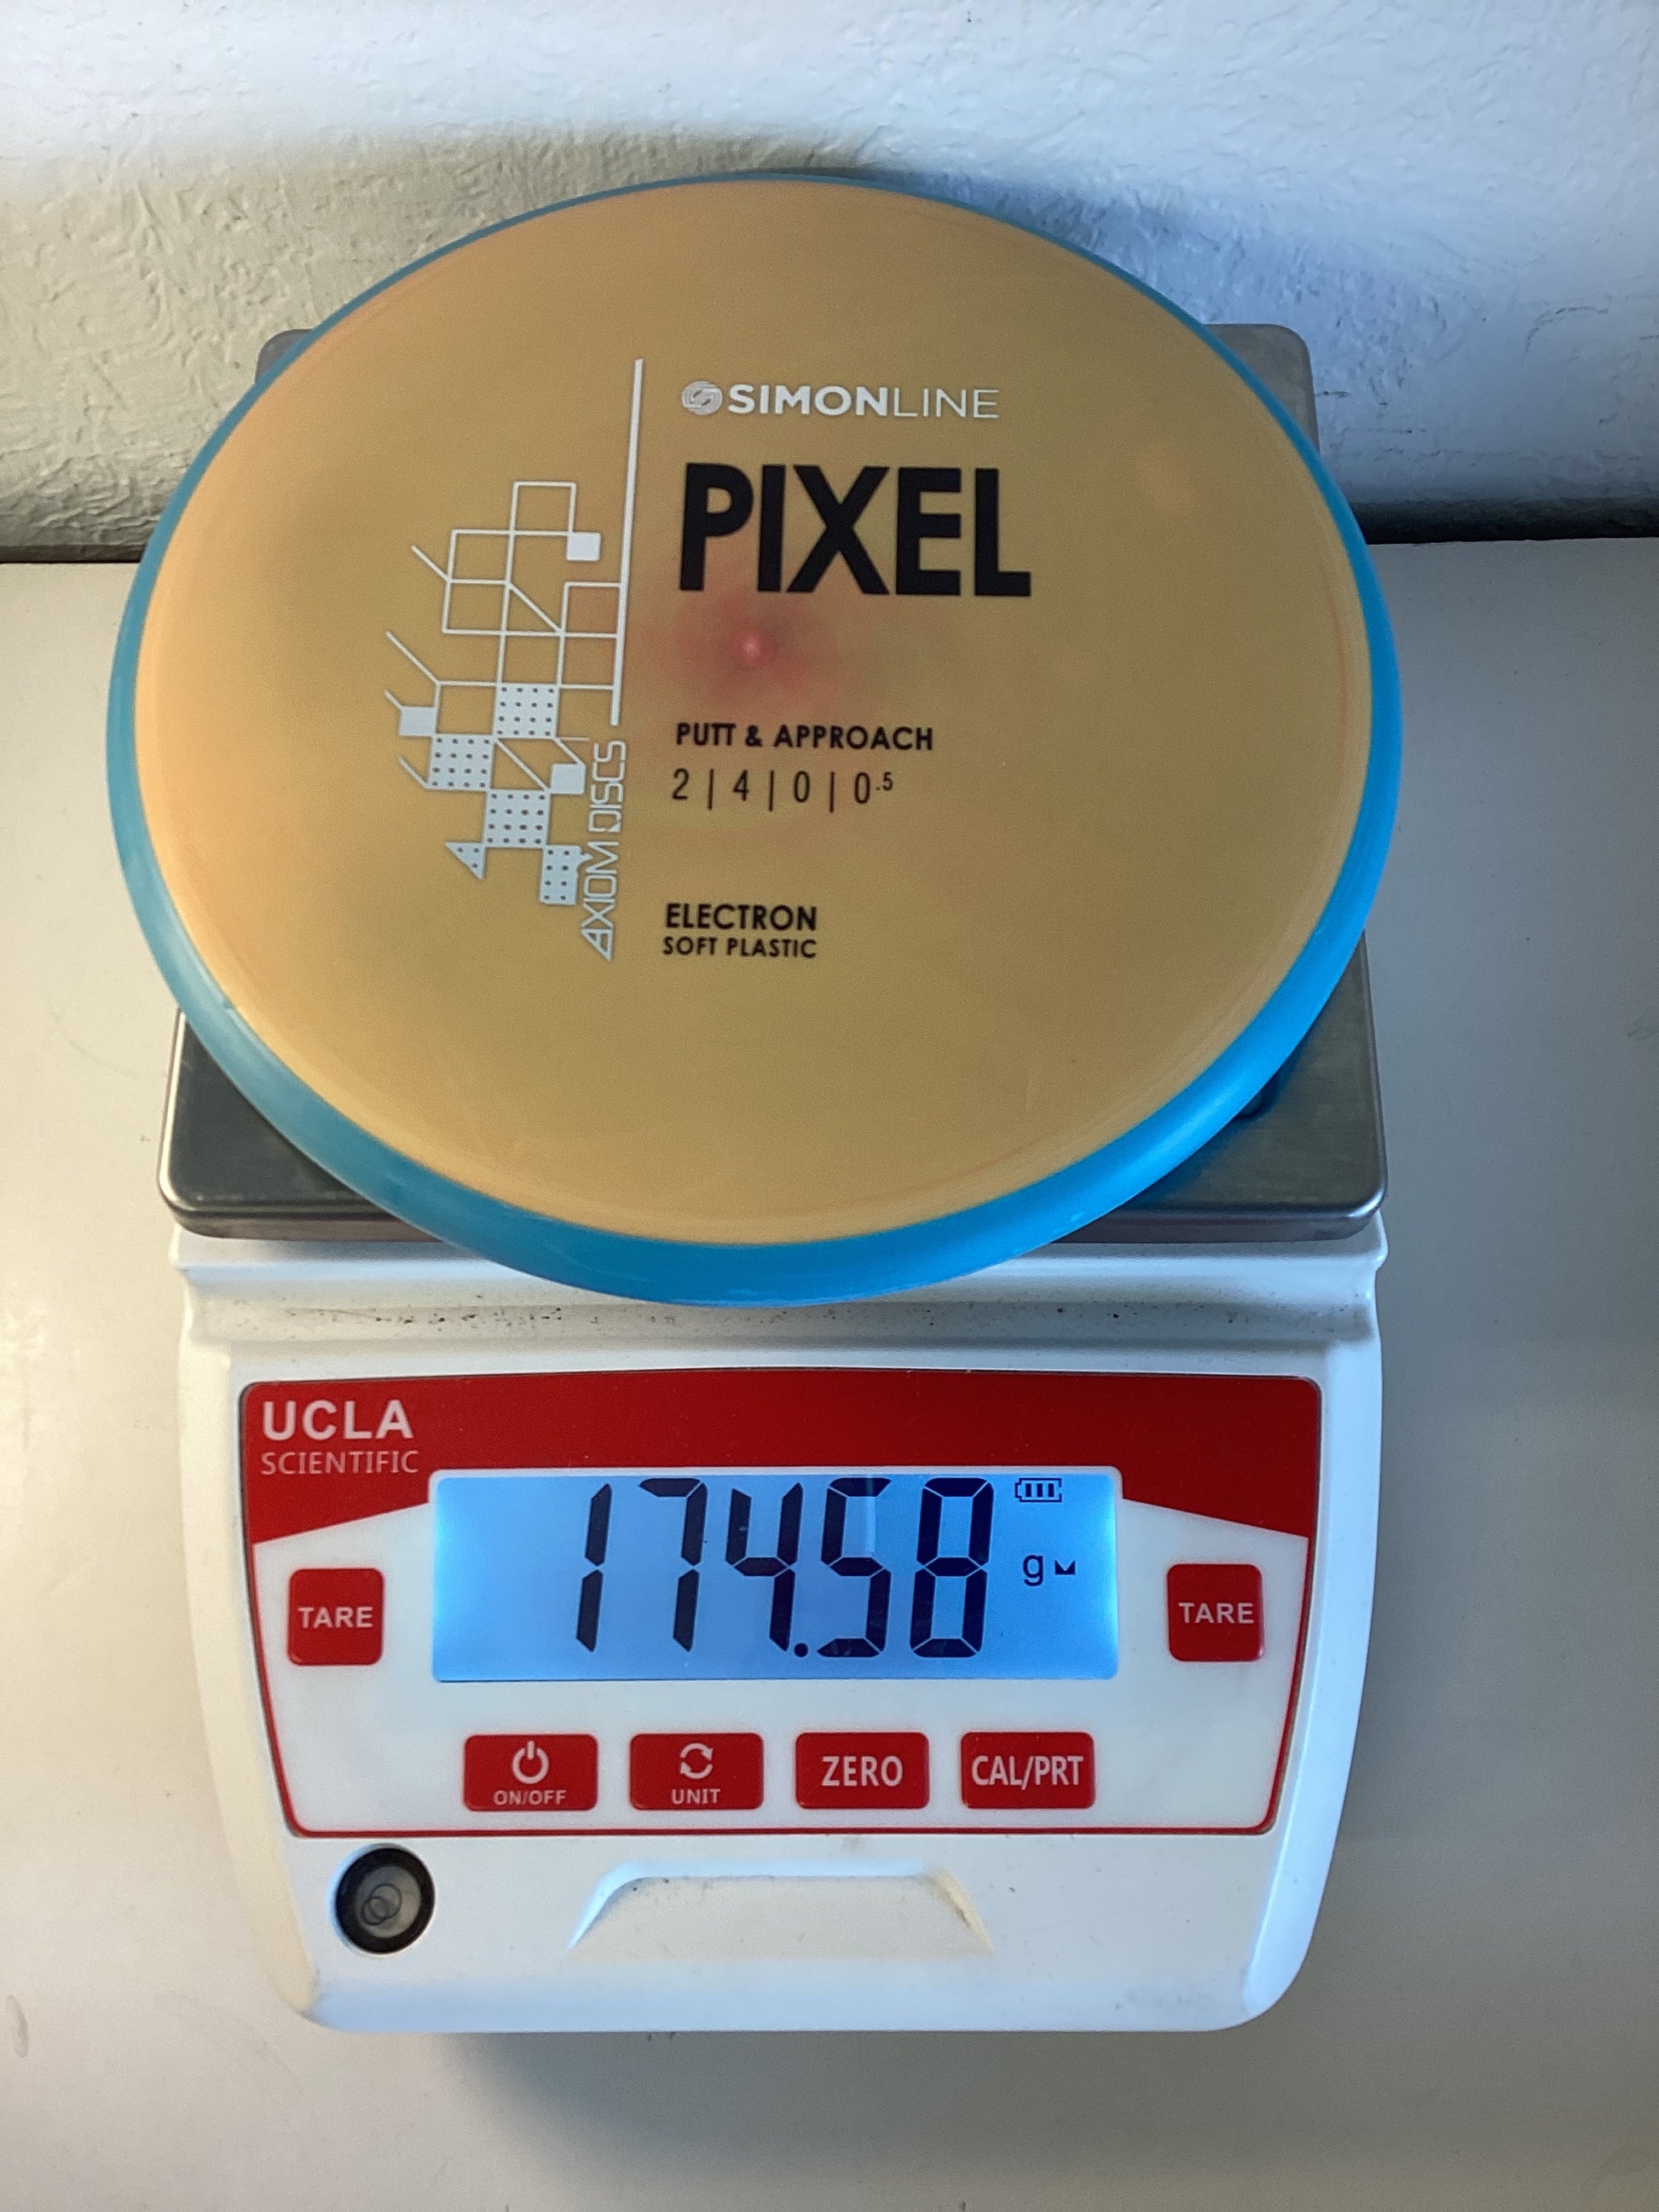 SIMONLINE
PIXEL
PUTT & APPROACH
2 | 4 | 0 | 0.5
AXIOM DISCS
ELECTRON
SOFT PLASTIC
UCLA
SCIENTIFIC
174.58
g
TARE
TARE
ON/OFF
UNIT
ZERO
CAL/PRT